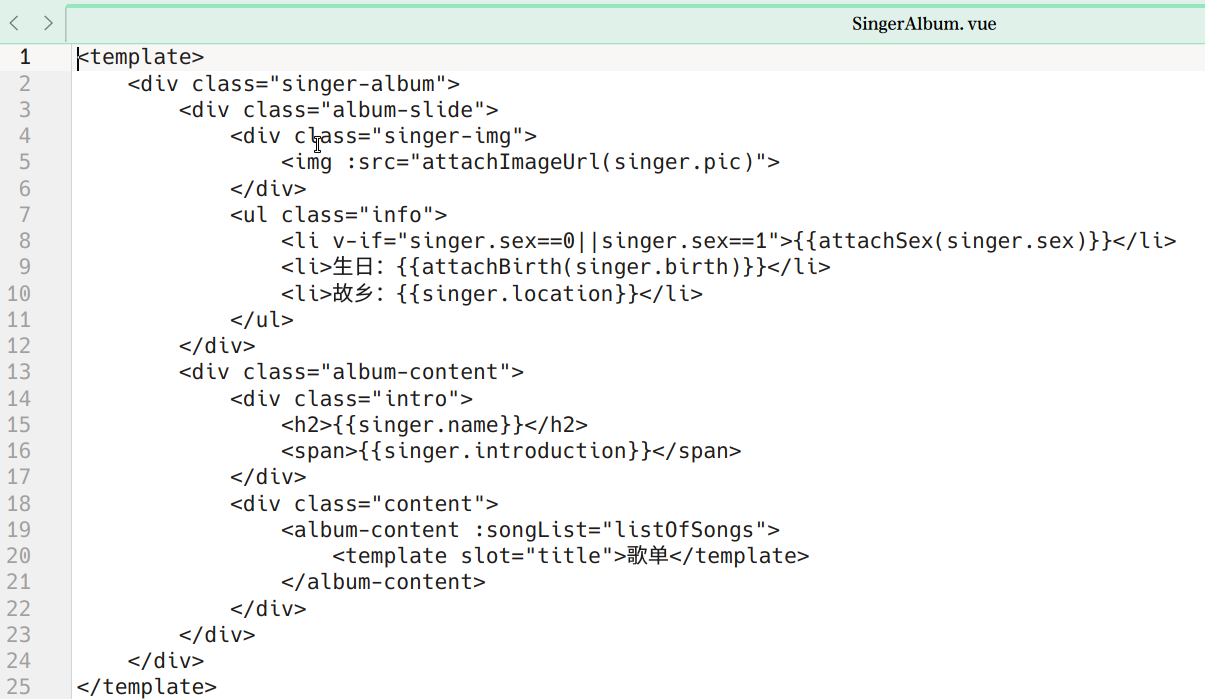 SingerAlbum.vue
1 <template>
2 <div class="singer-album">
3 <div class="album-slide">
4 <div class="singer-img">
5 <img :src="attachImageUrl(singer.pic)">
6 </div>
7 <ul class="info">
8 <li v-if="singer.sex==0||singer.sex==1">{{attachSex(singer.sex)}}</li>
9 <li>生日：{{attachBirth(singer.birth)}}</li>
10 <li>故乡：{{singer.location}}</li>
11 </ul>
12 </div>
13 <div class="album-content">
14 <div class="intro">
15 <h2>{{singer.name}}</h2>
16 <span>{{singer.introduction}}</span>
17 </div>
18 <div class="content">
19 <album-content :songList="listOfSongs">
20 <template slot="title">歌单</template>
21 </album-content>
22 </div>
23 </div>
24 </div>
25 </template>